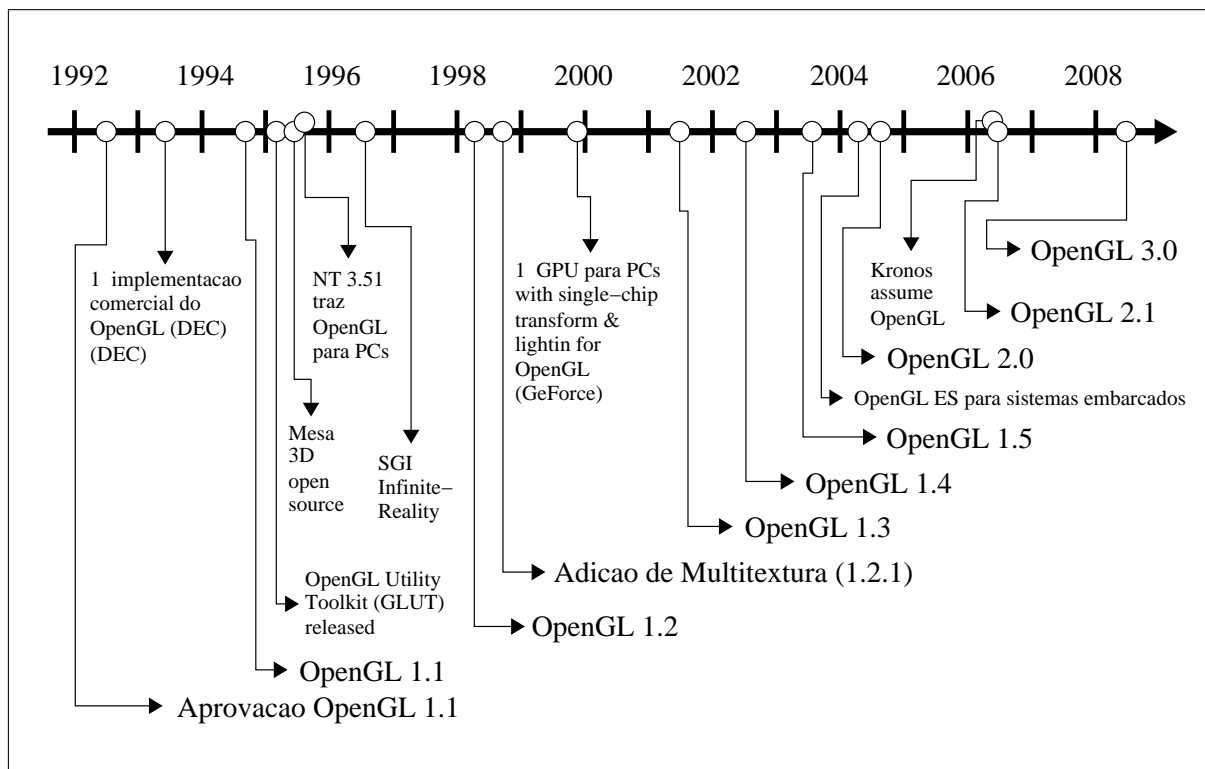 1992 1994 1996 1998 2000 2002 2004 2006 2008
1 implementacao
comercial do
OpenGL (DEC)
(DEC)
NT 3.51
traz
OpenGL
para PCs
1 GPU para PCs
with single−chip
transform &
lightin for
OpenGL
(GeForce)
Kronos
assume
OpenGL
OpenGL 3.0
OpenGL 2.1
OpenGL 2.0
OpenGL ES para sistemas embarcados
OpenGL 1.5
Mesa
3D
open
source
SGI
Infinite−
Reality
OpenGL 1.4
OpenGL 1.3
Adicao de Multitextura (1.2.1)
OpenGL Utility
Toolkit (GLUT)
released
OpenGL 1.2
OpenGL 1.1
Aprovacao OpenGL 1.1